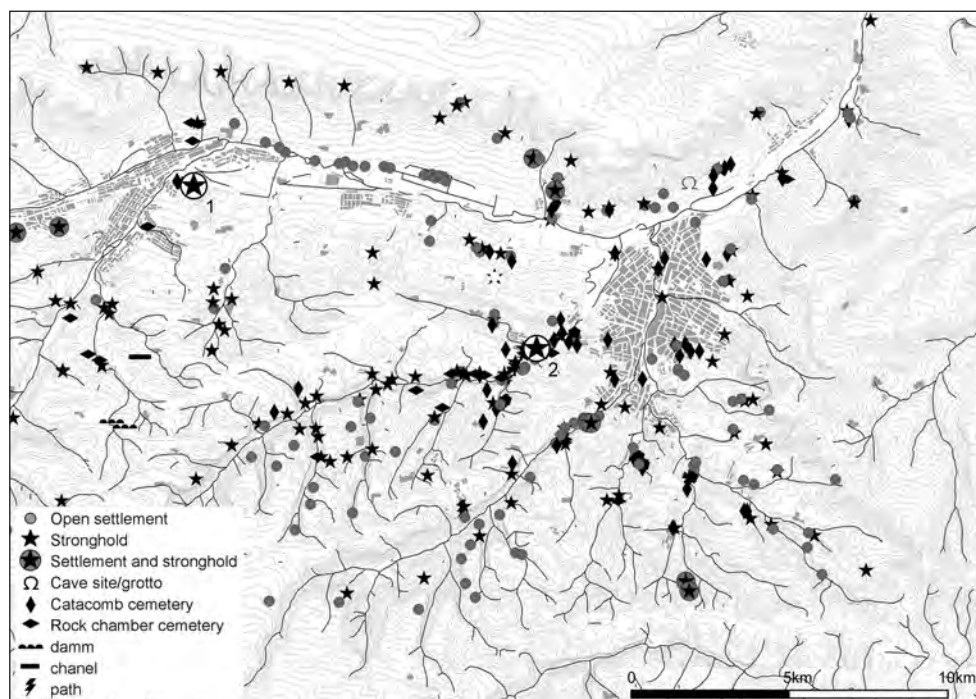 1
2
Open settlement
Stronghold
Settlement and stronghold
Cave site/grotto
Catacomb cemetery
Rock chamber cemetery
damm
chanel
path
0 5km 10km